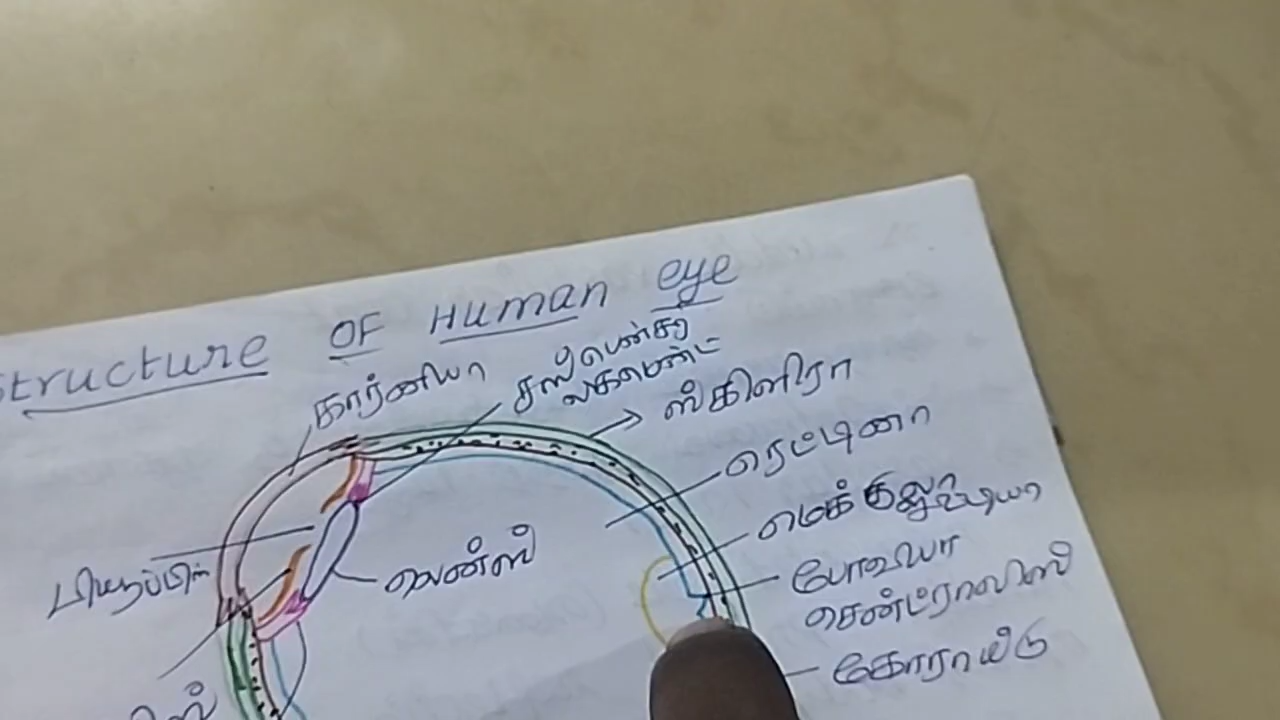 Structure OF Human eye
கார்னியா
சஸ்பென்சரி
லிகமெண்ட்
ஸ்கிளிரா
ரெட்டினா
மெக்குலா
லென்ஸ்
போவியா
சென்ட்ராலிஸ்
கோராயீடு